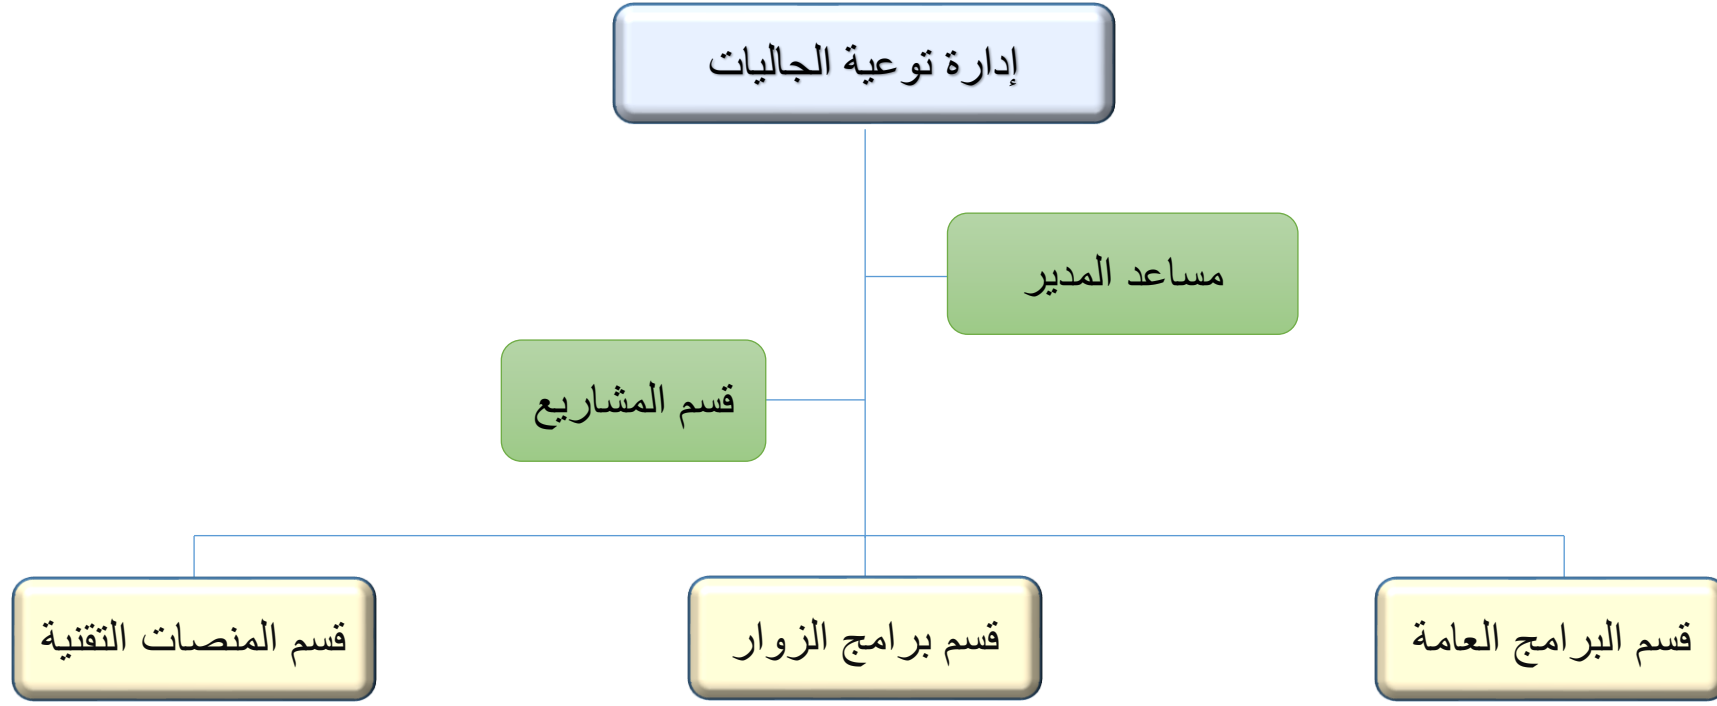 إدارة توعية الجاليات
مساعد المدير
قسم المشاريع
قسم البرامج العامة
قسم برامج الزوار
قسم المنصات التقنية